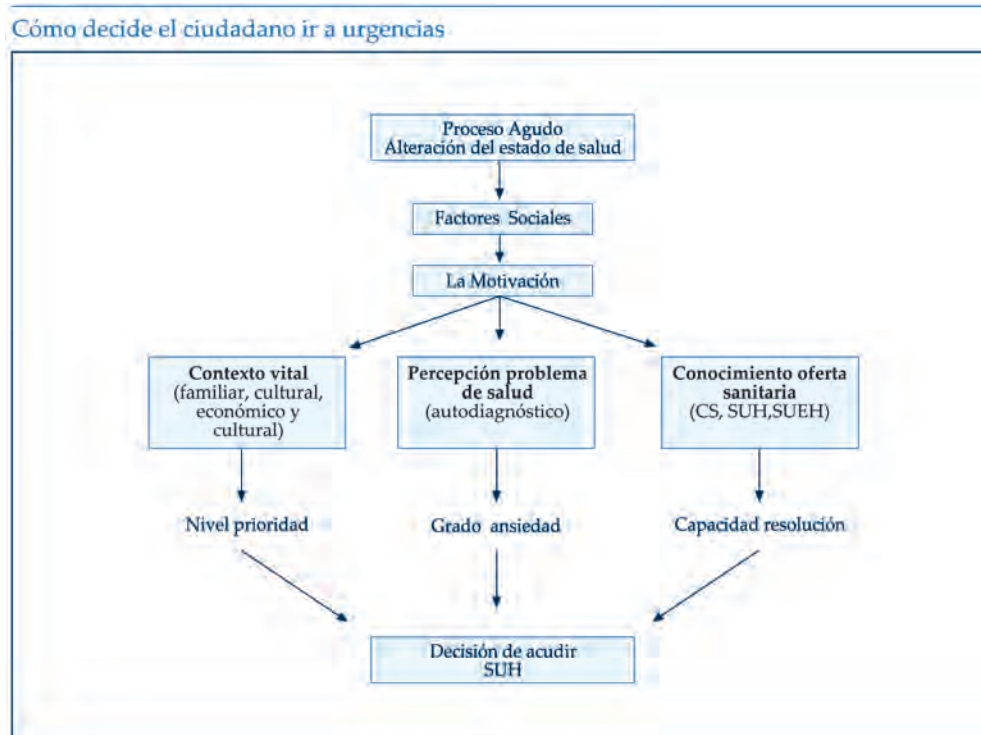 Cómo decide el ciudadano ir a urgencias
Proceso Agudo
Alteración del estado de salud
Factores Sociales
La Motivación
Contexto vital
(familiar, cultural,
económico y
cultural)
Percepción problema
de salud
(autodiagnóstico)
Conocimiento oferta
sanitaria
(CS, SUH,SUEH)
Nivel prioridad
Grado ansiedad
Capacidad resolución
Decisión de acudir
SUH